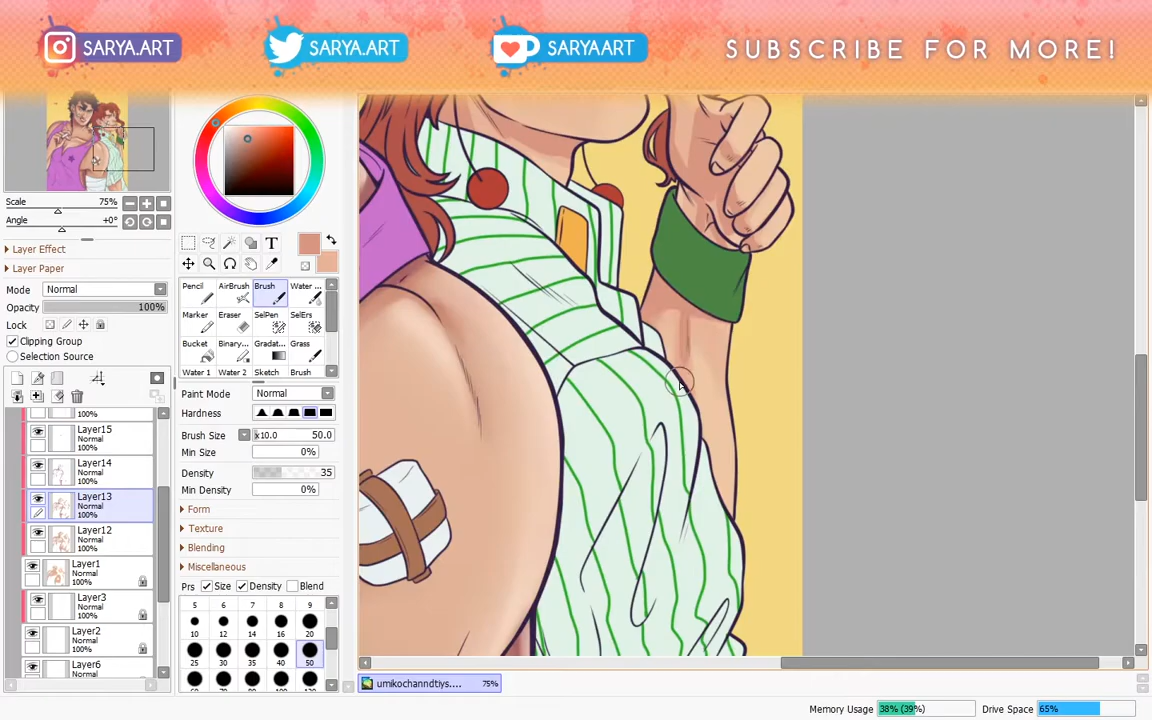 SARYA.ART SARYA.ART SARYAART SUBSCRIBE FOR MORE!
Scale 75%
Angle +0°
Layer Effect
Layer Paper
Mode Normal
Opacity 100%
Lock
Clipping Group
Selection Source
100%
Layer15
Normal
100%
Layer14
Normal
100%
Layer13
Normal
100%
Layer12
Normal
100%
Layer1
Normal
100%
Layer3
Normal
100%
Layer2
Normal
100%
Layer6
Normal
T
Pencil AirBrush Brush Water ...
Marker Eraser SelPen SelErs
Bucket Binary... Gradat... Grass
Water 1 Water 2 Sketch Brush
Paint Mode Normal
Hardness
Brush Size x10.0 50.0
Min Size 0%
Density 35
Min Density 0%
Form
Texture
Blending
Miscellaneous
Prs Size Density Blend
5 6 7 8 9
10 12 14 16 20
25 30 35 40 50
umikochanndtiys.... 75%
Memory Usage 38% (39%) Drive Space 65%